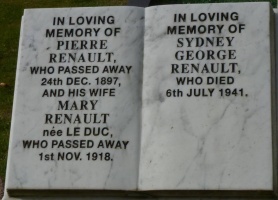 IN LOVING
MEMORY OF
PIERRE
RENAULT,
WHO PASSED AWAY
24th DEC. 1897,
AND HIS WIFE
MARY
RENAULT
née LE DUC,
WHO PASSED AWAY
1st NOV. 1918.
IN LOVING
MEMORY OF
SYDNEY
GEORGE
RENAULT,
WHO DIED
6th JULY 1941.